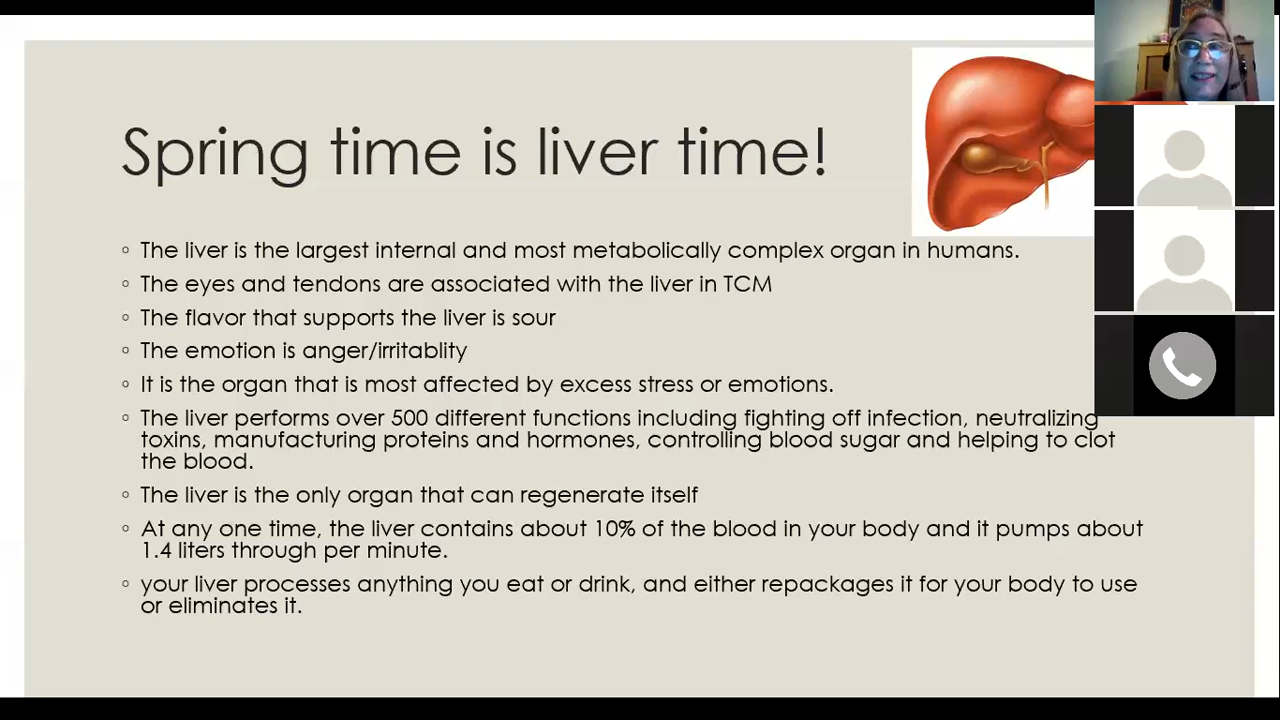 Spring time is liver time!
The liver is the largest internal and most metabolically complex organ in humans.
The eyes and tendons are associated with the liver in TCM
The flavor that supports the liver is sour
The emotion is anger/irritablity
It is the organ that is most affected by excess stress or emotions.
The liver performs over 500 different functions including fighting off infection, neutralizing
toxins, manufacturing proteins and hormones, controlling blood sugar and helping to clot
the blood.
The liver is the only organ that can regenerate itself
At any one time, the liver contains about 10% of the blood in your body and it pumps about
1.4 liters through per minute.
your liver processes anything you eat or drink, and either repackages it for your body to use
or eliminates it.